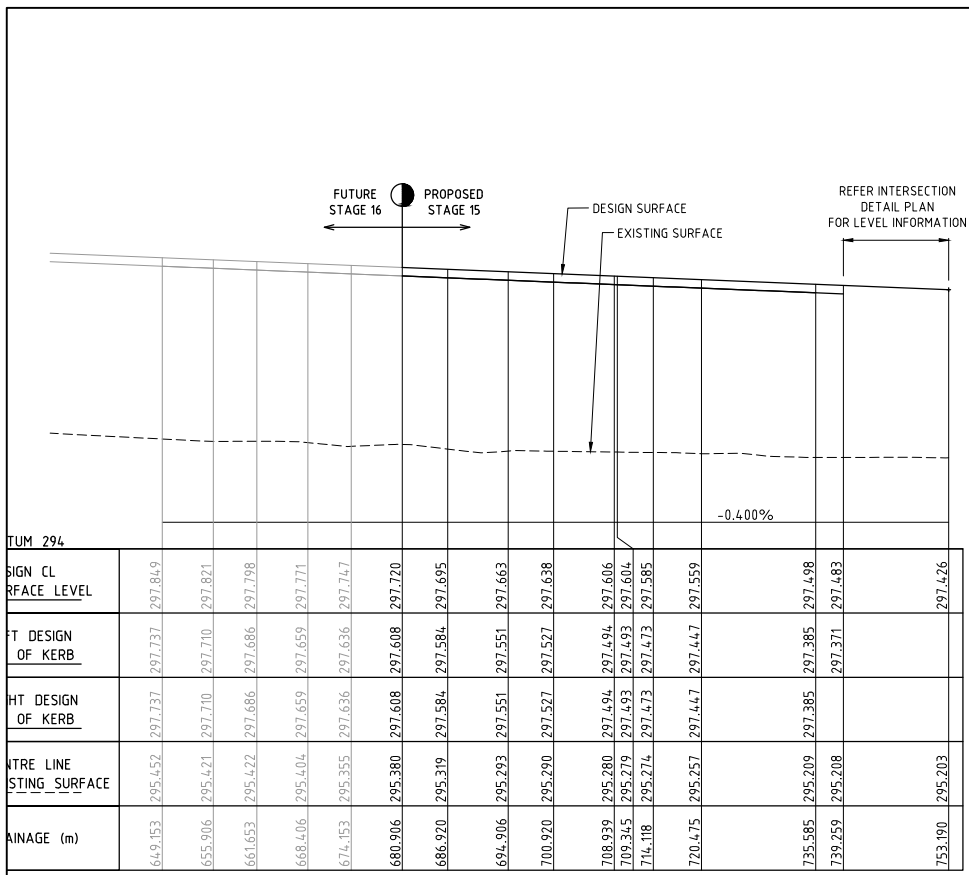 FUTURE PROPOSED
STAGE 16 STAGE 15
REFER INTERSECTION
DETAIL PLAN
FOR LEVEL INFORMATION
DESIGN SURFACE
EXISTING SURFACE
-0.400%
TUM 294
SIGN CL
RFACE LEVEL
297.849 297.821 297.798 297.771 297.747 297.720 297.695 297.663 297.638 297.606 297.604 297.585 297.559 297.498 297.483 297.426
FT DESIGN
OF KERB
297.737 297.710 297.686 297.659 297.636 297.608 297.584 297.551 297.527 297.494 297.493 297.473 297.447 297.385 297.371
HT DESIGN
OF KERB
297.737 297.710 297.686 297.659 297.636 297.608 297.584 297.551 297.527 297.494 297.493 297.473 297.447 297.385
NTRE LINE
STING SURFACE
295.452 295.421 295.422 295.404 295.355 295.380 295.319 295.293 295.290 295.280 295.279 295.274 295.257 295.209 295.208 295.203
AINAGE (m)
649.153 655.906 661.653 668.406 674.153 680.906 686.920 694.906 700.920 708.939 709.345 714.118 720.475 735.585 739.259 753.190